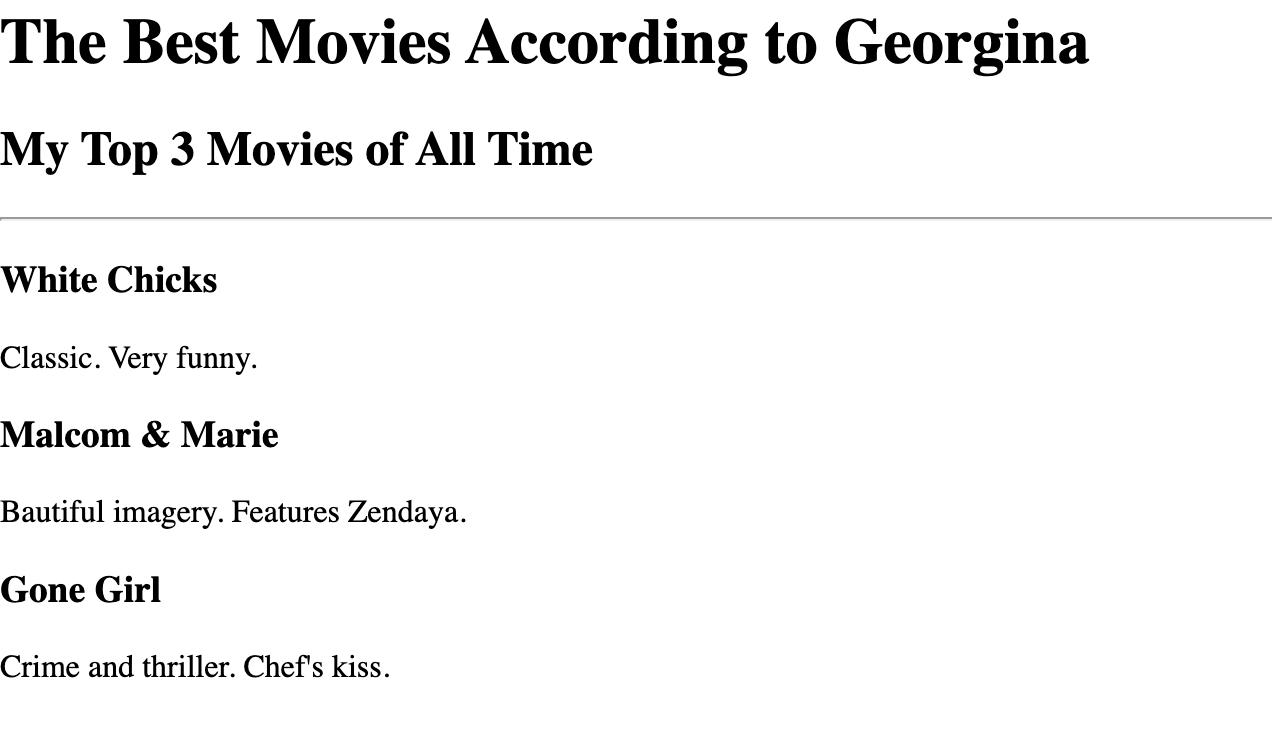 The Best Movies According to Georgina
My Top 3 Movies of All Time
White Chicks
Classic. Very funny.
Malcom & Marie
Bautiful imagery. Features Zendaya.
Gone Girl
Crime and thriller. Chef's kiss.